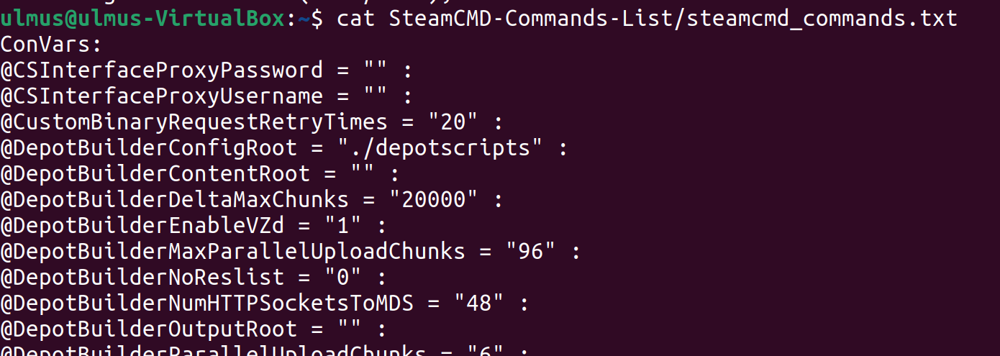 ulmus@ulmus-VirtualBox:~$ cat SteamCMD-Commands-List/steamcmd_commands.txt
ConVars:
@CSInterfaceProxyPassword = "" :
@CSInterfaceProxyUsername = "" :
@CustomBinaryRequestRetryTimes = "20" :
@DepotBuilderConfigRoot = "./depotscripts" :
@DepotBuilderContentRoot = "" :
@DepotBuilderDeltaMaxChunks = "20000" :
@DepotBuilderEnableVZd = "1" :
@DepotBuilderMaxParallelUploadChunks = "96" :
@DepotBuilderNoReslist = "0" :
@DepotBuilderNumHTTPSocketsToMDS = "48" :
@DepotBuilderOutputRoot = "" :
@DepotBuilderParallelUploadChunks = "6" :